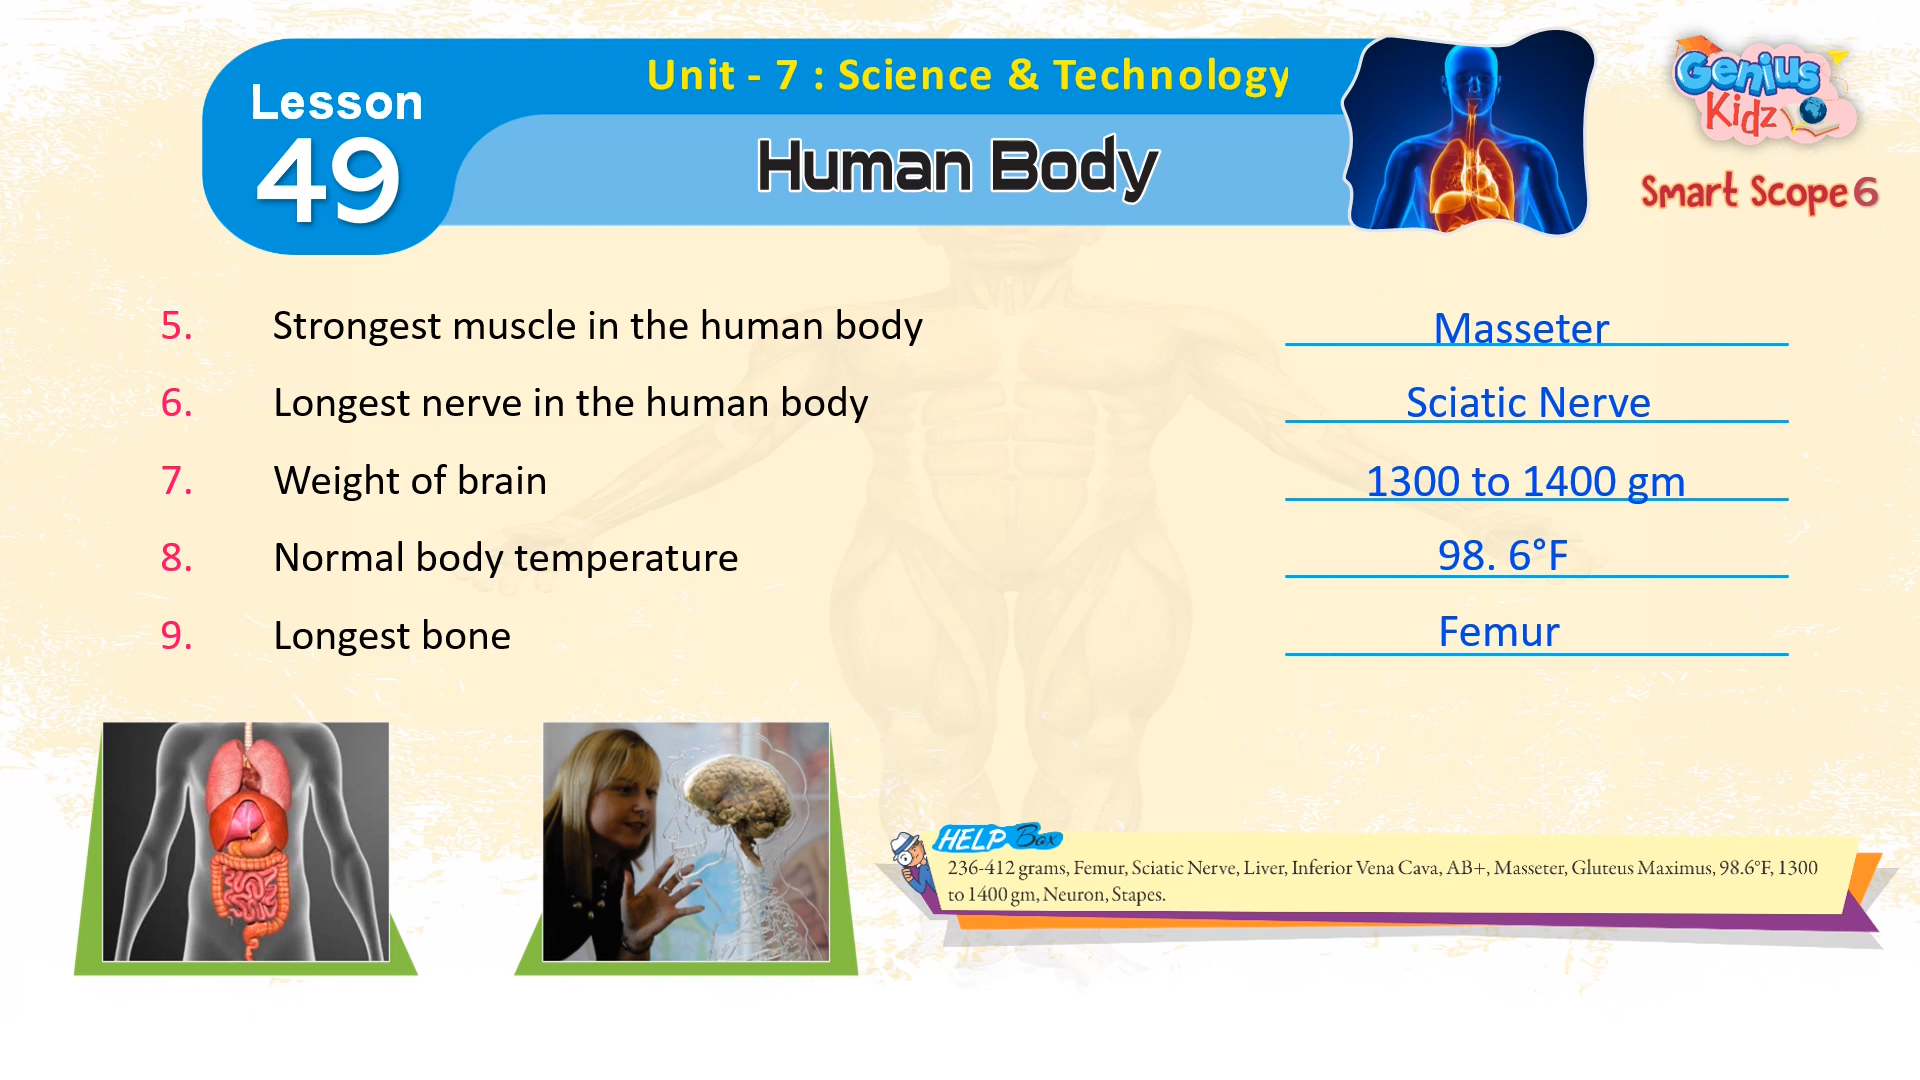 Unit - 7 : Science & Technology
Lesson
49
Human Body
Genius
Kidz
Smart Scope 6
5. Strongest muscle in the human body Masseter
6. Longest nerve in the human body Sciatic Nerve
7. Weight of brain 1300 to 1400 gm
8. Normal body temperature 98. 6°F
9. Longest bone Femur
HELP Box
236-412 grams, Femur, Sciatic Nerve, Liver, Inferior Vena Cava, AB+, Masseter, Gluteus Maximus, 98.6°F, 1300
to 1400 gm, Neuron, Stapes.